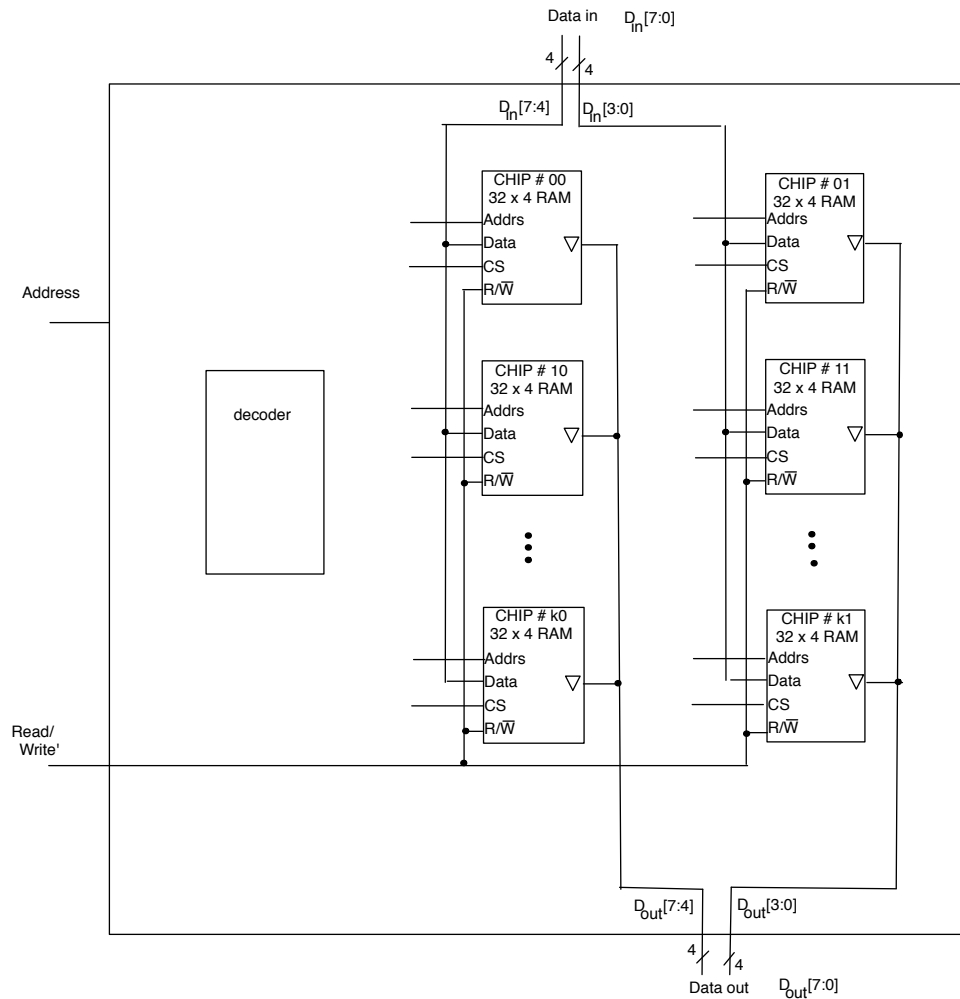 Data in D_in[7:0]
4 4
D_in[7:4] D_in[3:0]
CHIP # 00
32 x 4 RAM
Addrs
Data
CS
R/W̅
CHIP # 01
32 x 4 RAM
Addrs
Data
CS
R/W̅
Address
decoder
CHIP # 10
32 x 4 RAM
Addrs
Data
CS
R/W̅
CHIP # 11
32 x 4 RAM
Addrs
Data
CS
R/W̅
CHIP # k0
32 x 4 RAM
Addrs
Data
CS
R/W̅
CHIP # k1
32 x 4 RAM
Addrs
Data
CS
R/W̅
Read/
Write'
D_out[7:4] D_out[3:0]
4 4
Data out D_out[7:0]